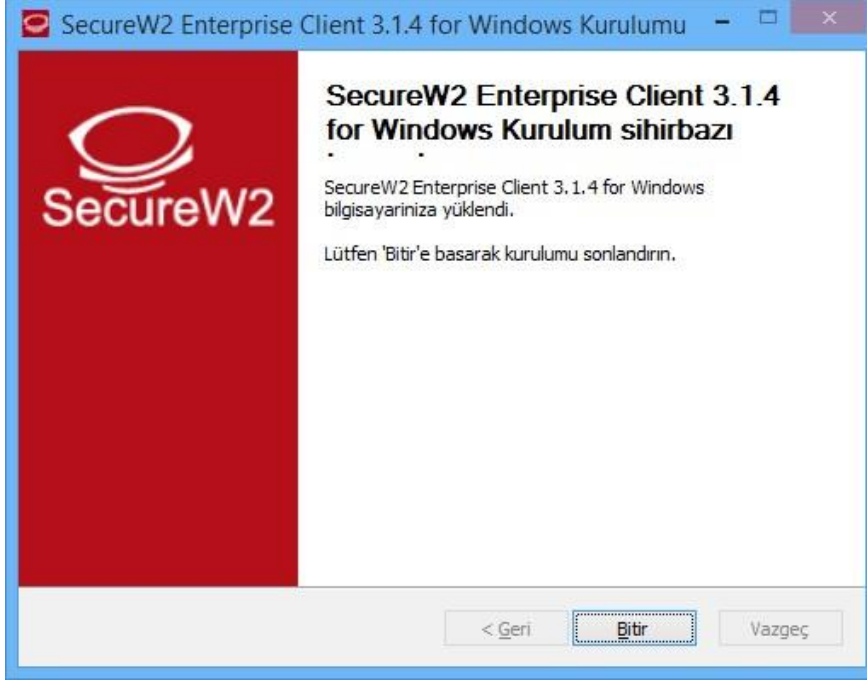 SecureW2 Enterprise Client 3.1.4 for Windows Kurulumu
SecureW2
SecureW2 Enterprise Client 3.1.4
for Windows Kurulum sihirbazı
SecureW2 Enterprise Client 3.1.4 for Windows
bilgisayariniza yüklendi.
Lütfen 'Bitir'e basarak kurulumu sonlandırın.
< Geri
Bitir
Vazgeç